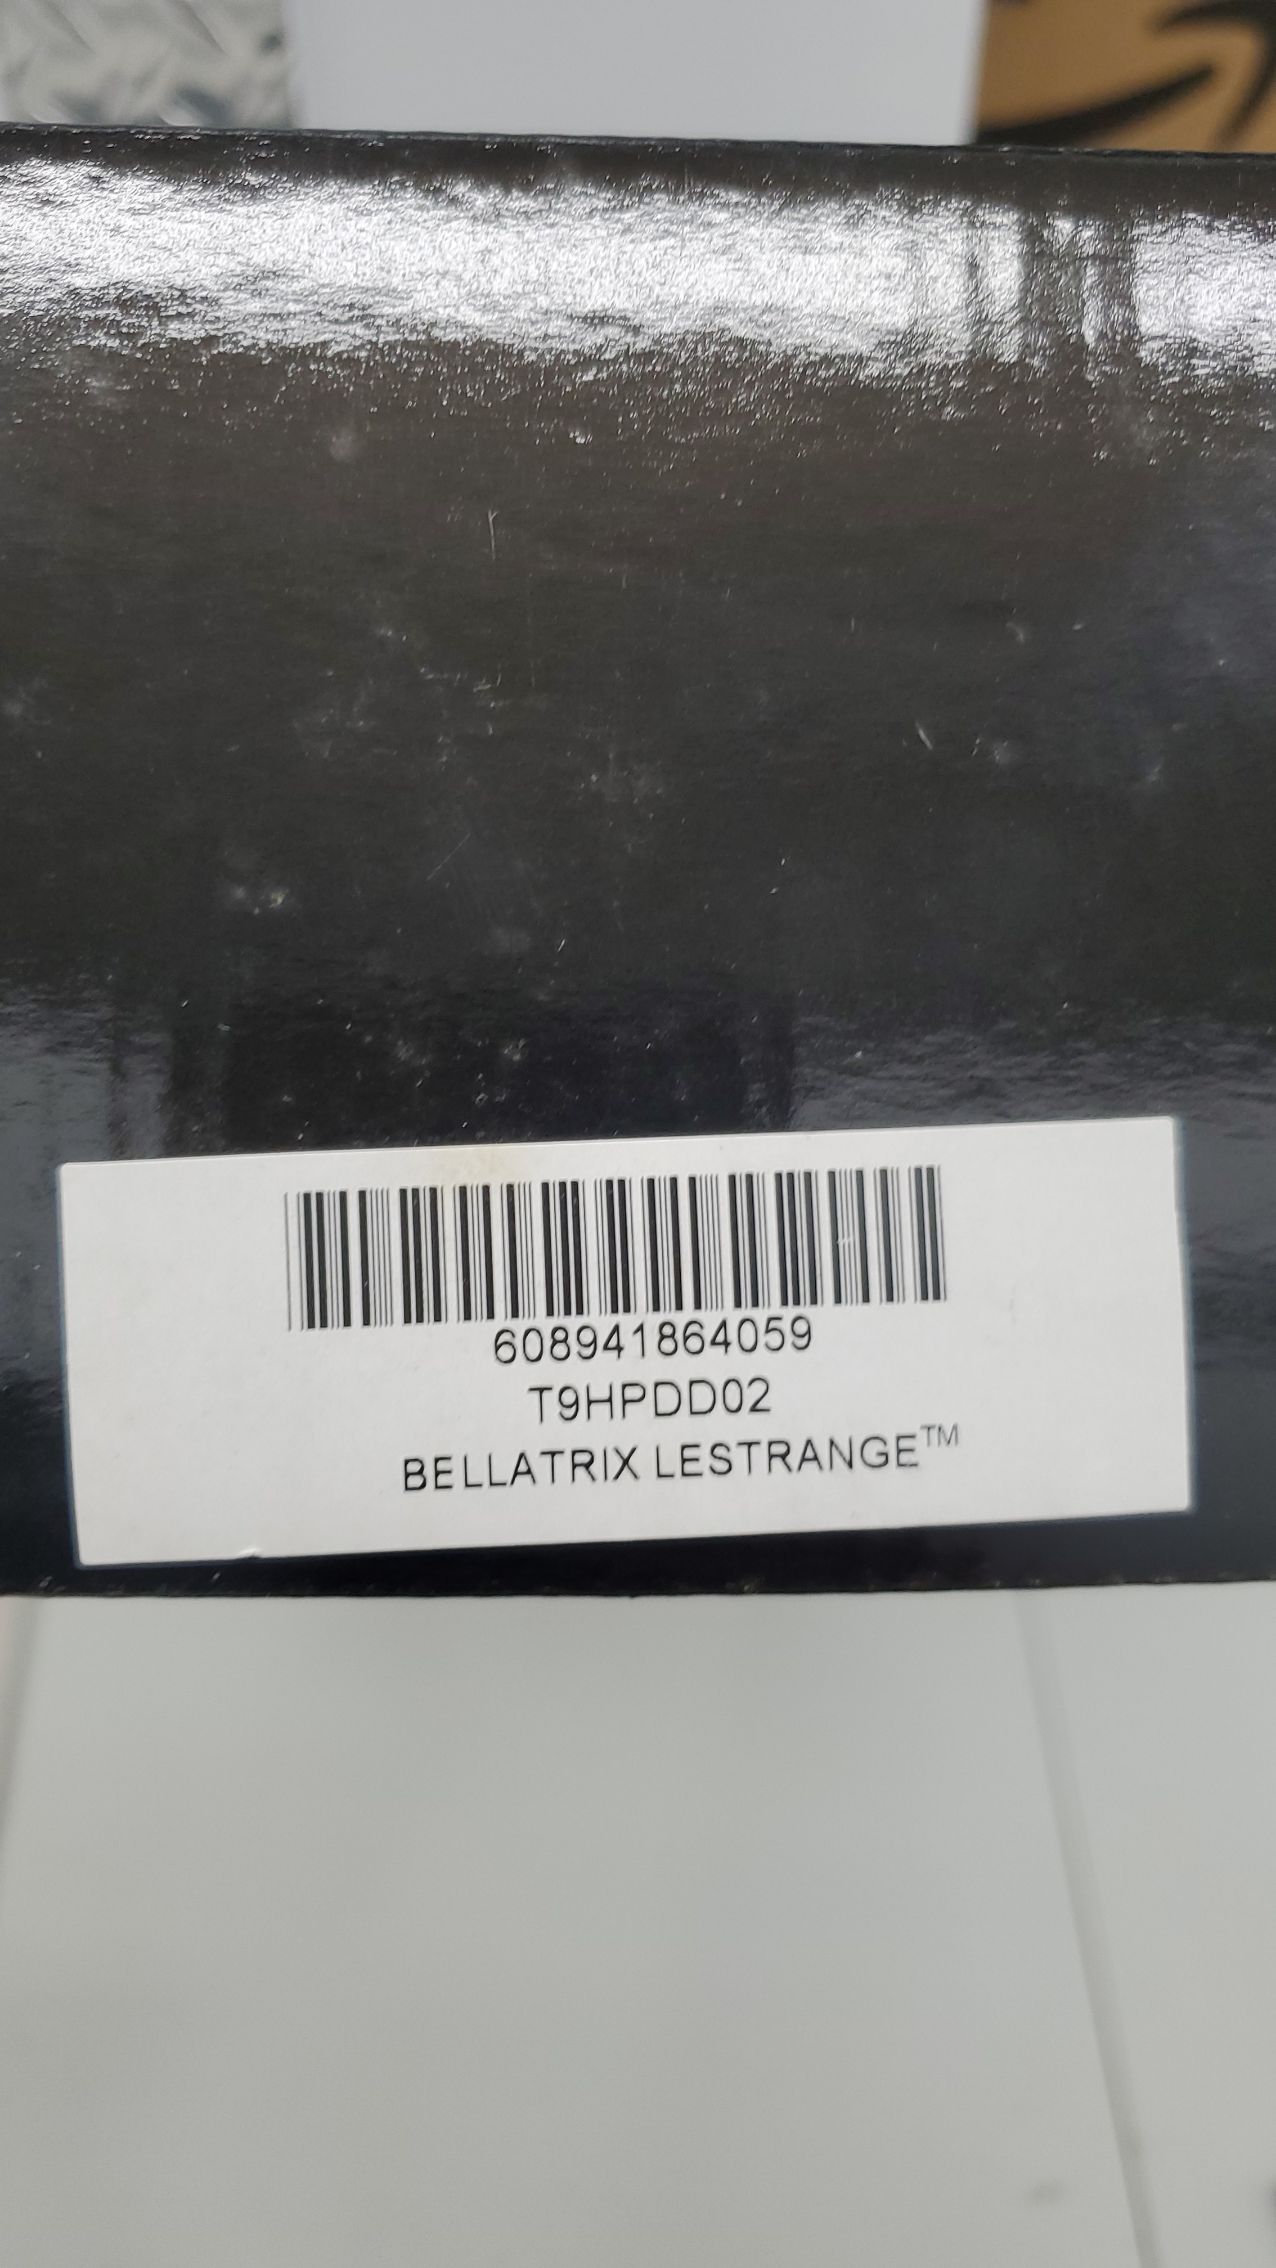 608941864059
T9HPDD02
BELLATRIX LESTRANGE™